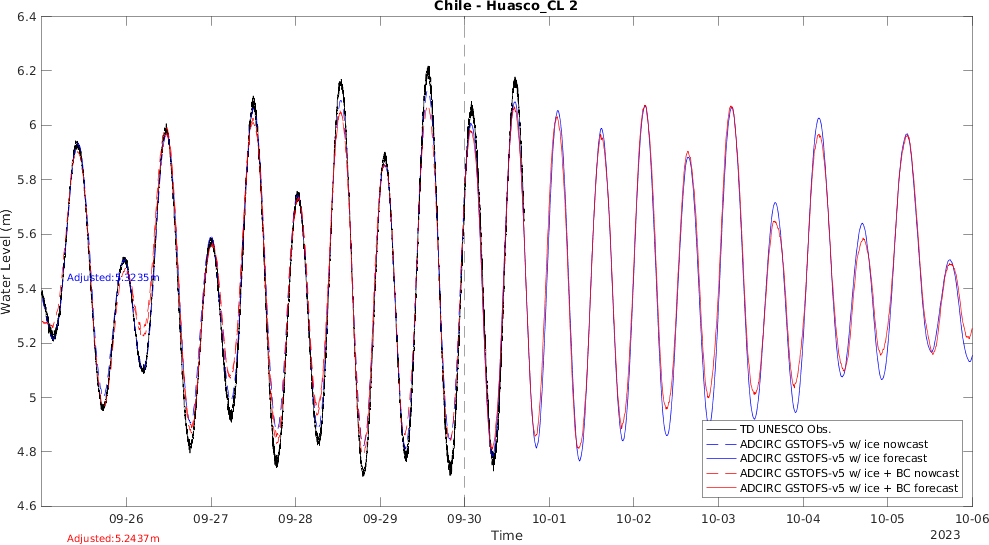 Chile - Huasco_CL 2
6.4
6.2
6
5.8
5.6
5.4
5.2
5
4.8
4.6
Water Level (m)
Adjusted:5.3235m
TD UNESCO Obs.
ADCIRC GSTOFS-v5 w/ ice nowcast
ADCIRC GSTOFS-v5 w/ ice forecast
ADCIRC GSTOFS-v5 w/ ice + BC nowcast
ADCIRC GSTOFS-v5 w/ ice + BC forecast
09-26 09-27 09-28 09-29 09-30 10-01 10-02 10-03 10-04 10-05 10-06
Time
2023
Adjusted:5.2437m